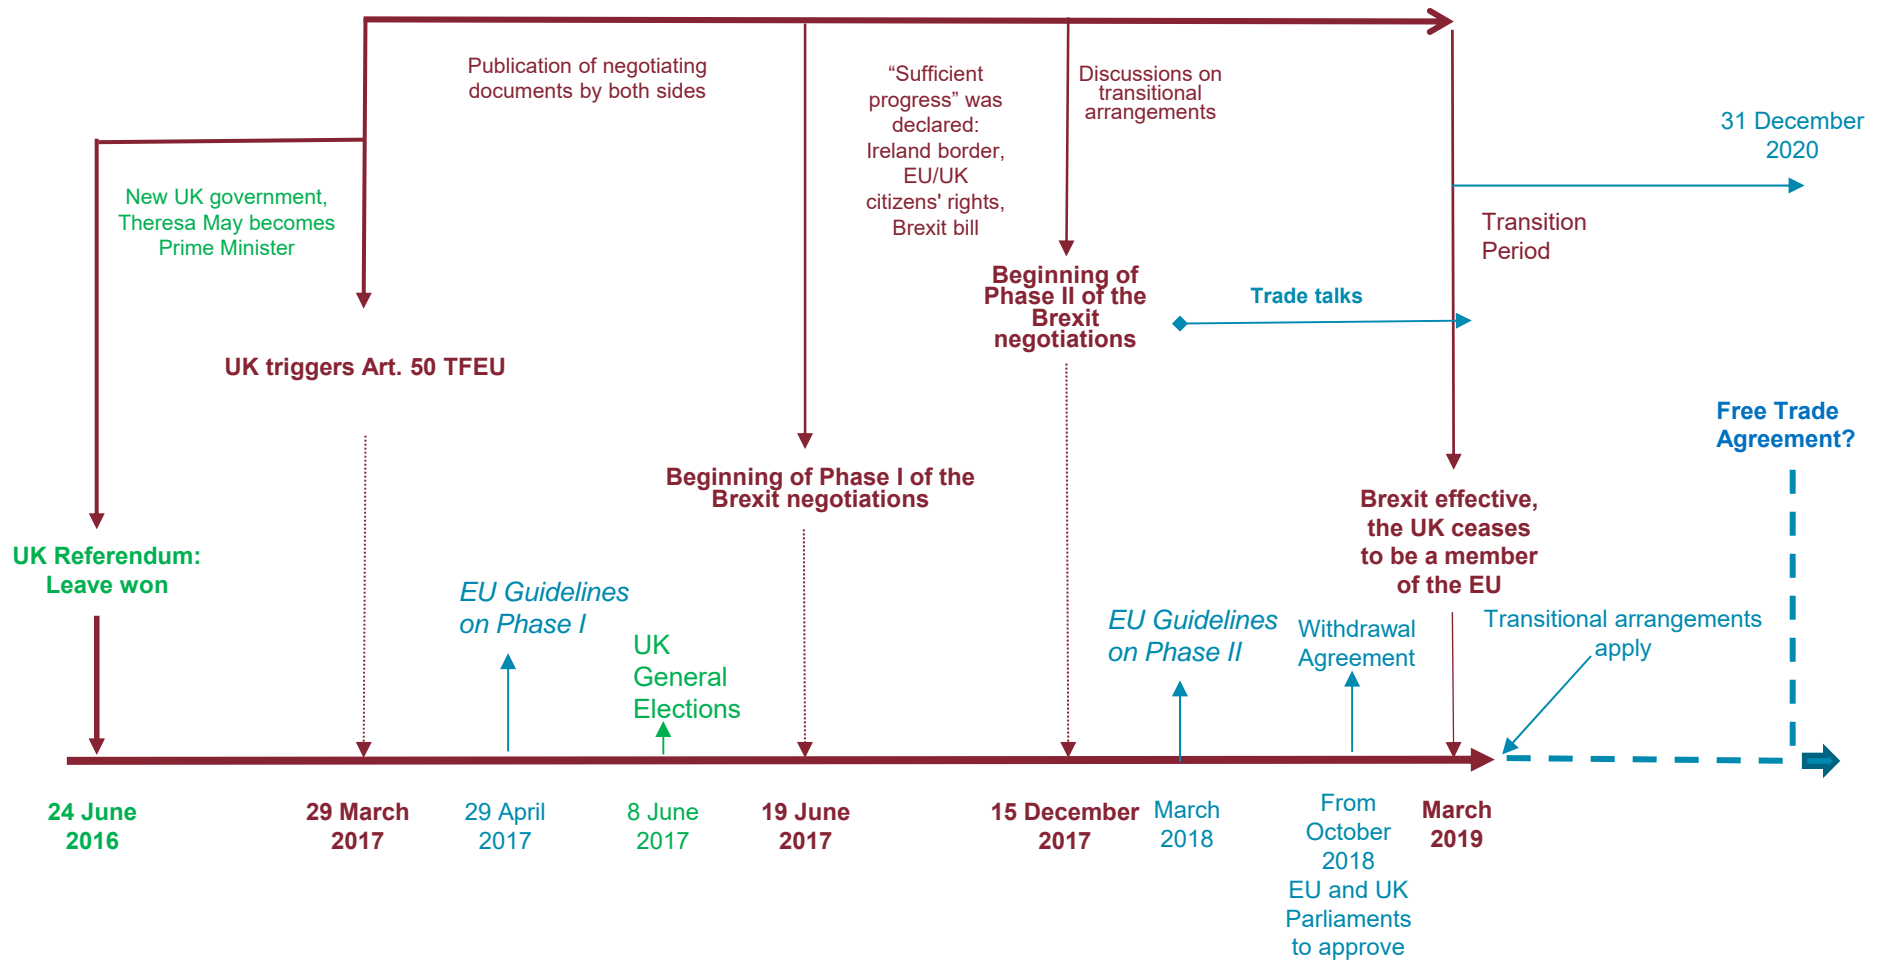 Publication of negotiating
documents by both sides
“Sufficient
progress” was
declared:
Ireland border,
EU/UK
citizens' rights,
Brexit bill
Discussions on
transitional
arrangements
31 December
2020
New UK government,
Theresa May becomes
Prime Minister
Transition
Period
Beginning of
Phase II of the
Brexit
negotiations
Trade talks
UK triggers Art. 50 TFEU
Free Trade
Agreement?
Beginning of Phase I of the
Brexit negotiations
Brexit effective,
the UK ceases
to be a member
of the EU
UK Referendum:
Leave won
EU Guidelines
on Phase I
UK
General
Elections
EU Guidelines
on Phase II
Withdrawal
Agreement
Transitional arrangements
apply
24 June
2016
29 March
2017
29 April
2017
8 June
2017
19 June
2017
15 December
2017
March
2018
From
October
2018
EU and UK
Parliaments
to approve
March
2019